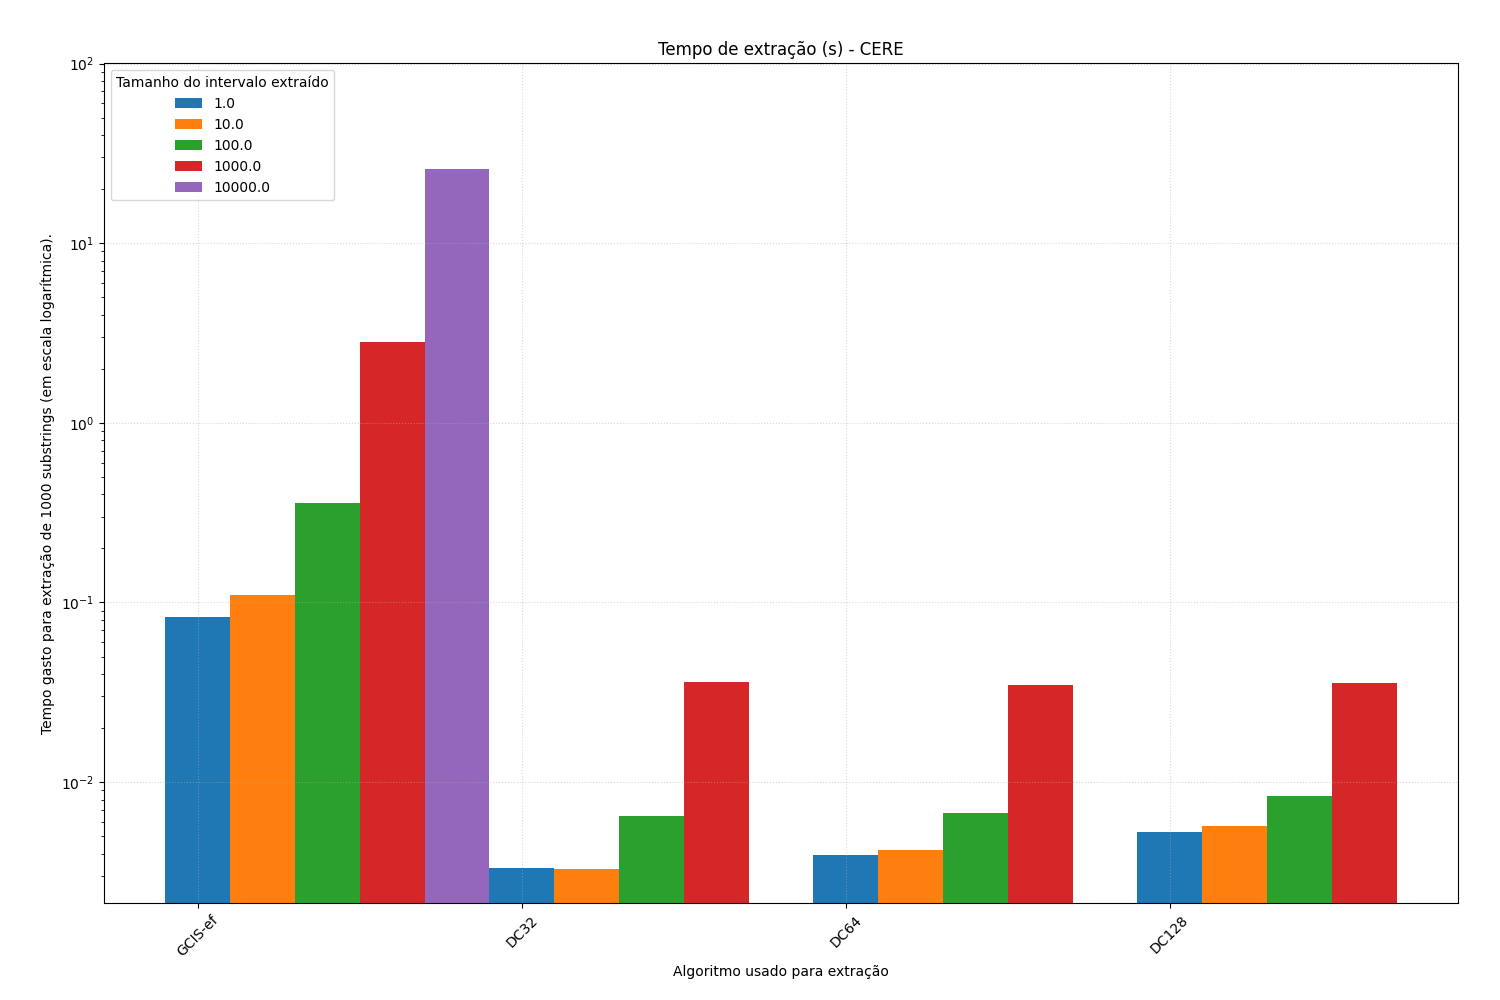 Tempo de extração (s) - CERE
Tamanho do intervalo extraído
1.0
10.0
100.0
1000.0
10000.0
Tempo gasto para extração de 1000 substrings (em escala logarítmica).
10²
10¹
10⁰
10⁻¹
10⁻²
GCIS-ef
DC32
DC64
DC128
Algoritmo usado para extração